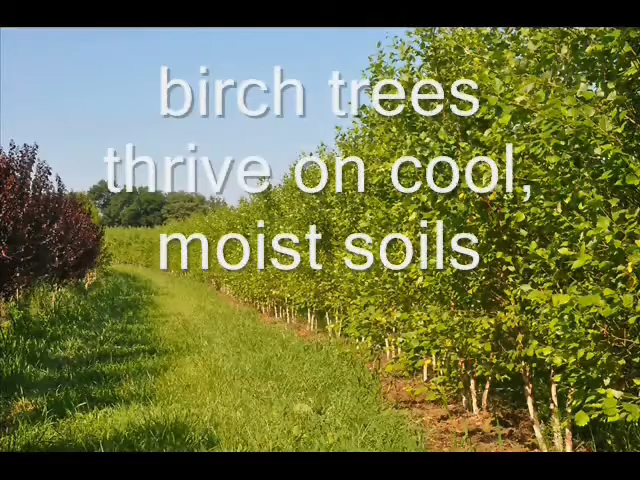 birch trees
thrive on cool,
moist soils